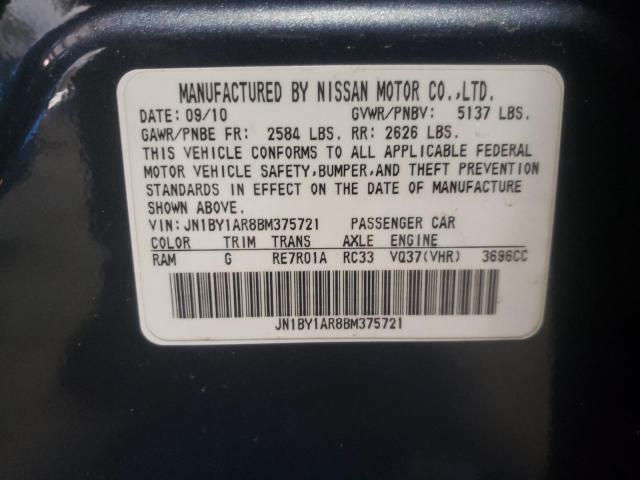 MANUFACTURED BY NISSAN MOTOR CO.,LTD.
DATE: 09/10 GVWR/PNBV: 5137 LBS.
GAWR/PNBE FR: 2584 LBS. RR: 2626 LBS.
THIS VEHICLE CONFORMS TO ALL APPLICABLE FEDERAL
MOTOR VEHICLE SAFETY,BUMPER,AND THEFT PREVENTION
STANDARDS IN EFFECT ON THE DATE OF MANUFACTURE
SHOWN ABOVE.
VIN: JN1BY1AR8BM375721 PASSENGER CAR
COLOR TRIM TRANS AXLE ENGINE
RAM G RE7R01A RC33 VQ37(VHR) 3696CC
JN1BY1AR8BM375721